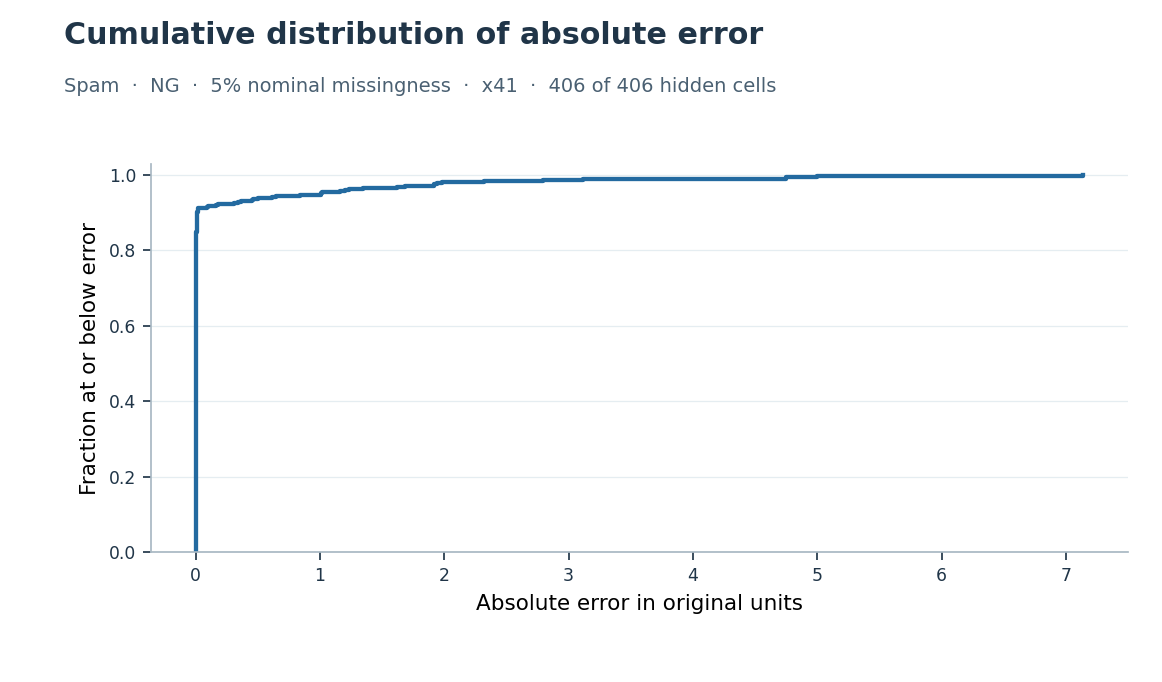 Cumulative distribution of absolute error
Spam · NG · 5% nominal missingness · x41 · 406 of 406 hidden cells
Fraction at or below error
1.0
0.8
0.6
0.4
0.2
0.0
0 1 2 3 4 5 6 7
Absolute error in original units